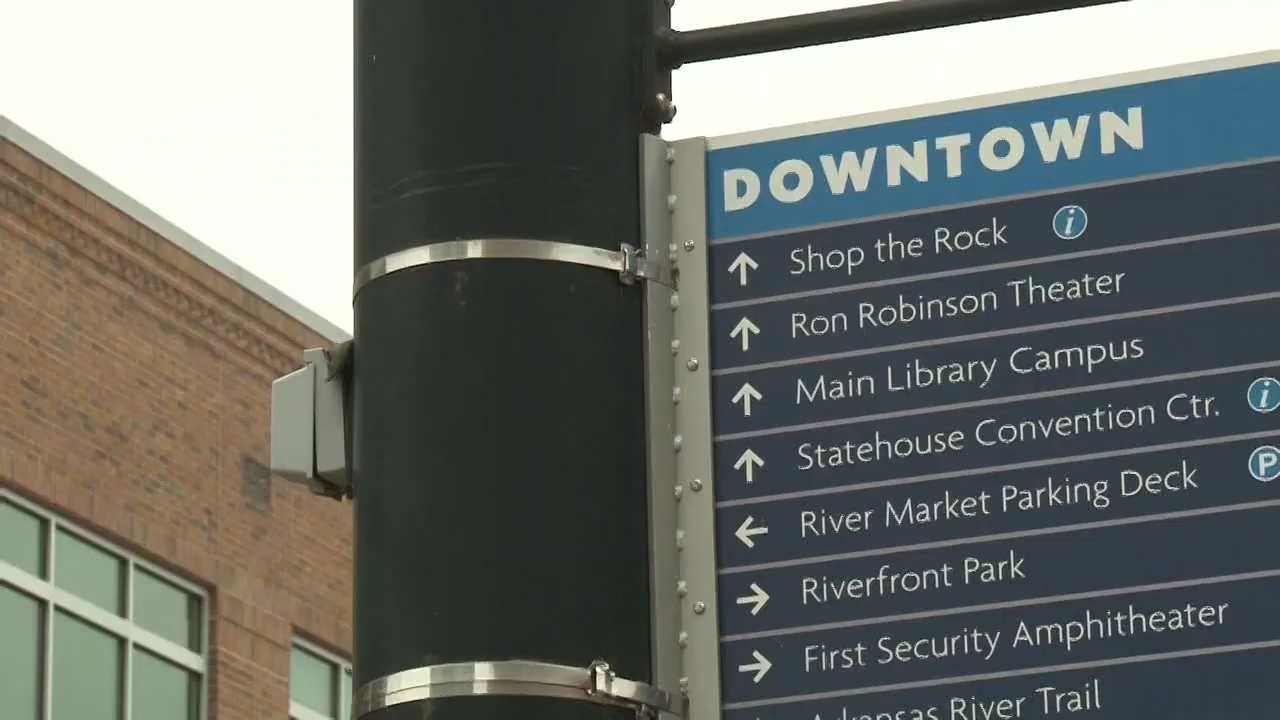 DOWNTOWN
↑ Shop the Rock i
↑ Ron Robinson Theater
↑ Main Library Campus
↑ Statehouse Convention Ctr. i
← River Market Parking Deck P
→ Riverfront Park
→ First Security Amphitheater
Arkansas River Trail